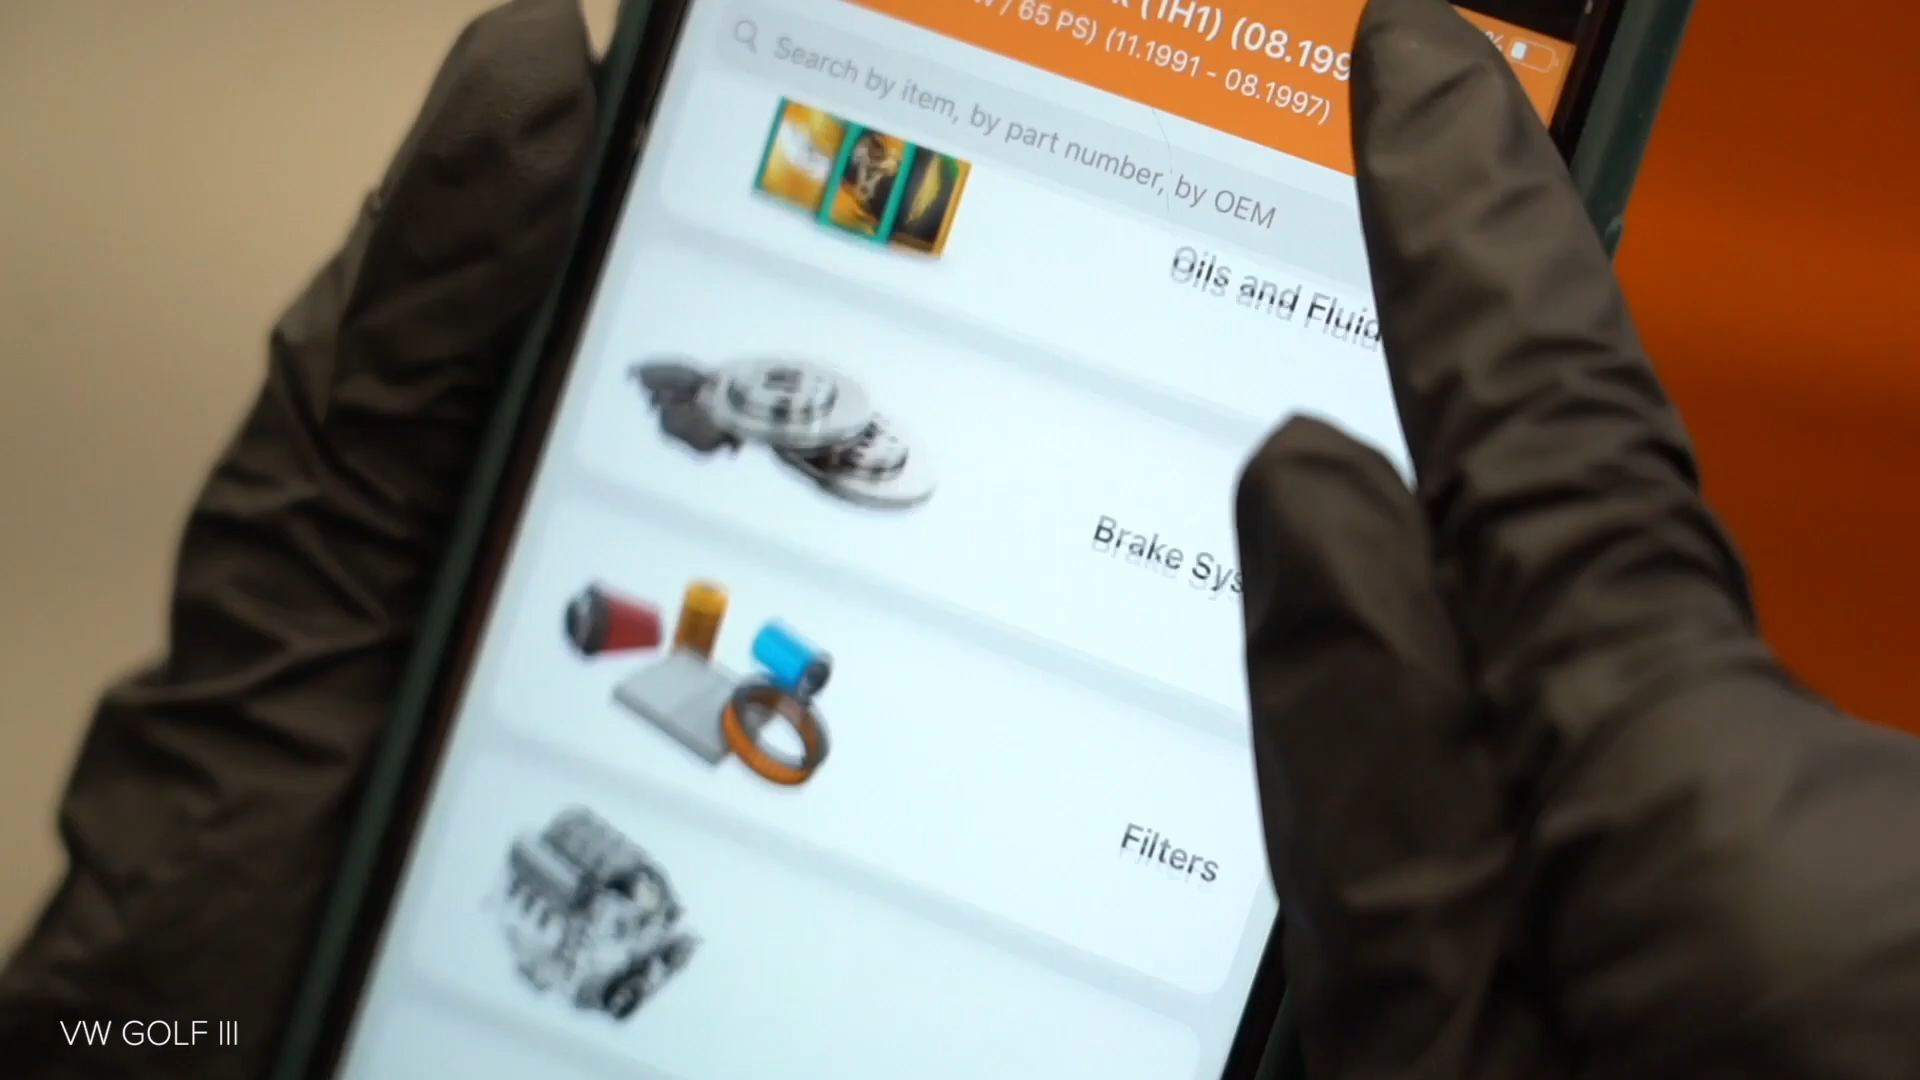 (1H1) (08.199
/ 65 PS) (11.1991 - 08.1997)
%
Search by item, by part number, by OEM
Oils and Fluid
Brake Sys
Filters
VW GOLF III